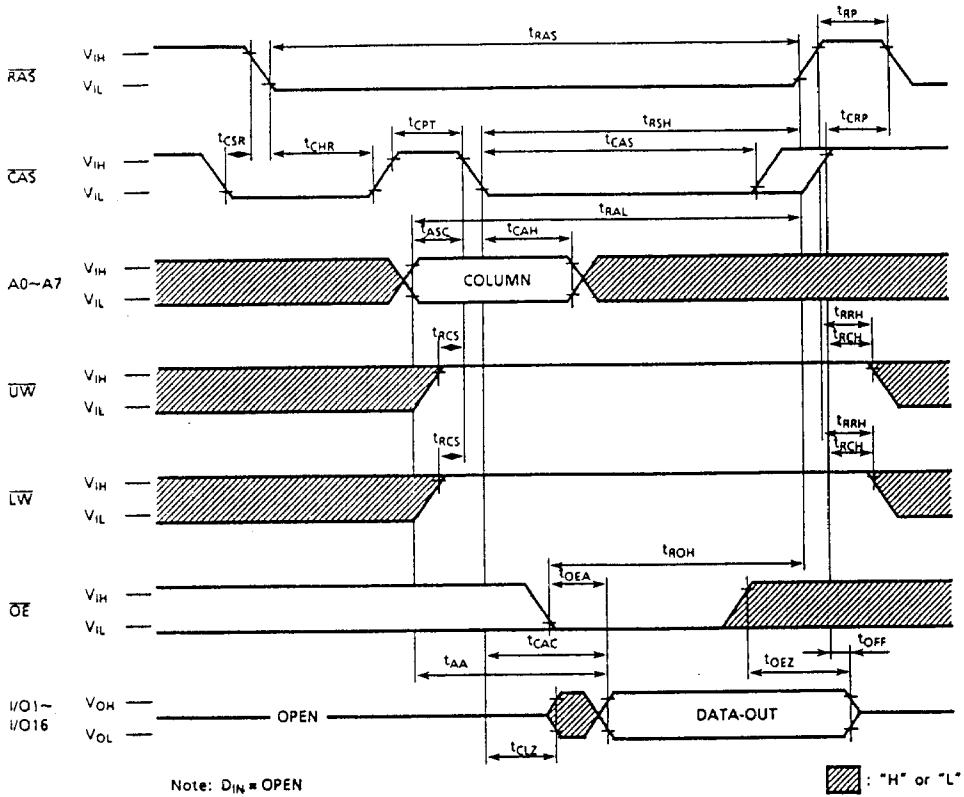 tRP
tRAS
RAS VIH
VIL
tCSR
tCHR
tCPT
tRSH
tCAS
tCRP
CAS VIH
VIL
tRAL
tASC
tCAH
A0~A7 VIH
VIL
COLUMN
tRCS
tRRH
tRCH
UW VIH
VIL
tRCS
tRRH
tRCH
LW VIH
VIL
tROH
tOEA
OE VIH
VIL
tCAC
tAA
tOEZ
tOFF
I/O1~
I/O16
VOH
VOL
OPEN
DATA-OUT
tCLZ
Note: DIN = OPEN
: "H" or "L"